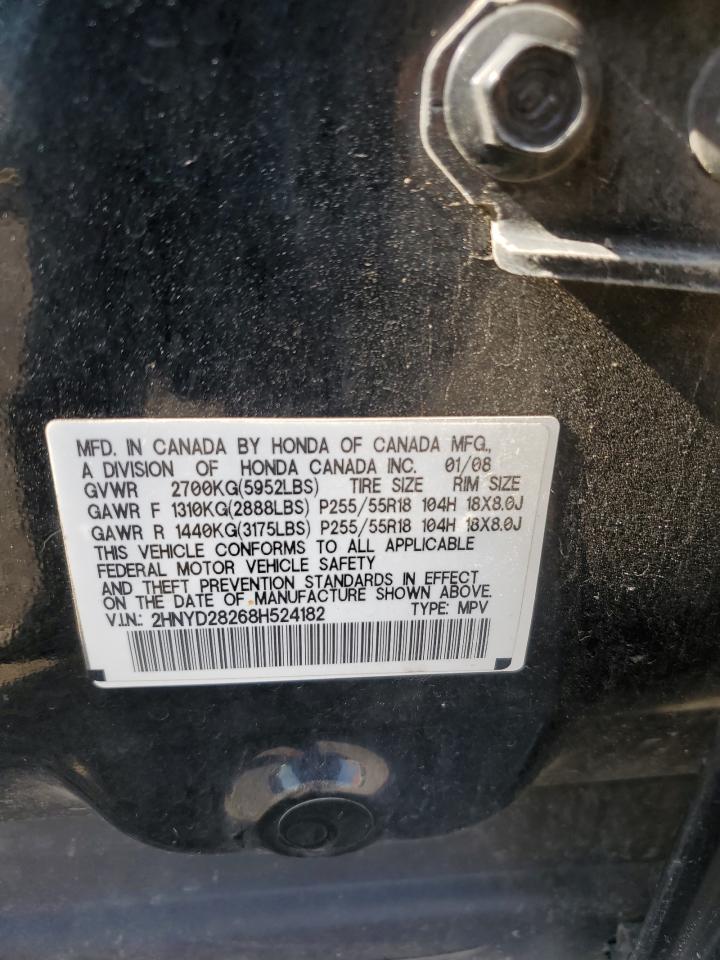 MFD. IN CANADA BY HONDA OF CANADA MFG.,
A DIVISION OF HONDA CANADA INC. 01/08
GVWR 2700KG(5952LBS) TIRE SIZE RIM SIZE
GAWR F 1310KG(2888LBS) P255/55R18 104H 18X8.0J
GAWR R 1440KG(3175LBS) P255/55R18 104H 18X8.0J
THIS VEHICLE CONFORMS TO ALL APPLICABLE
FEDERAL MOTOR VEHICLE SAFETY
AND THEFT PREVENTION STANDARDS IN EFFECT
ON THE DATE OF MANUFACTURE SHOWN ABOVE.
V.I.N.: 2HNYD28268H524182 TYPE: MPV